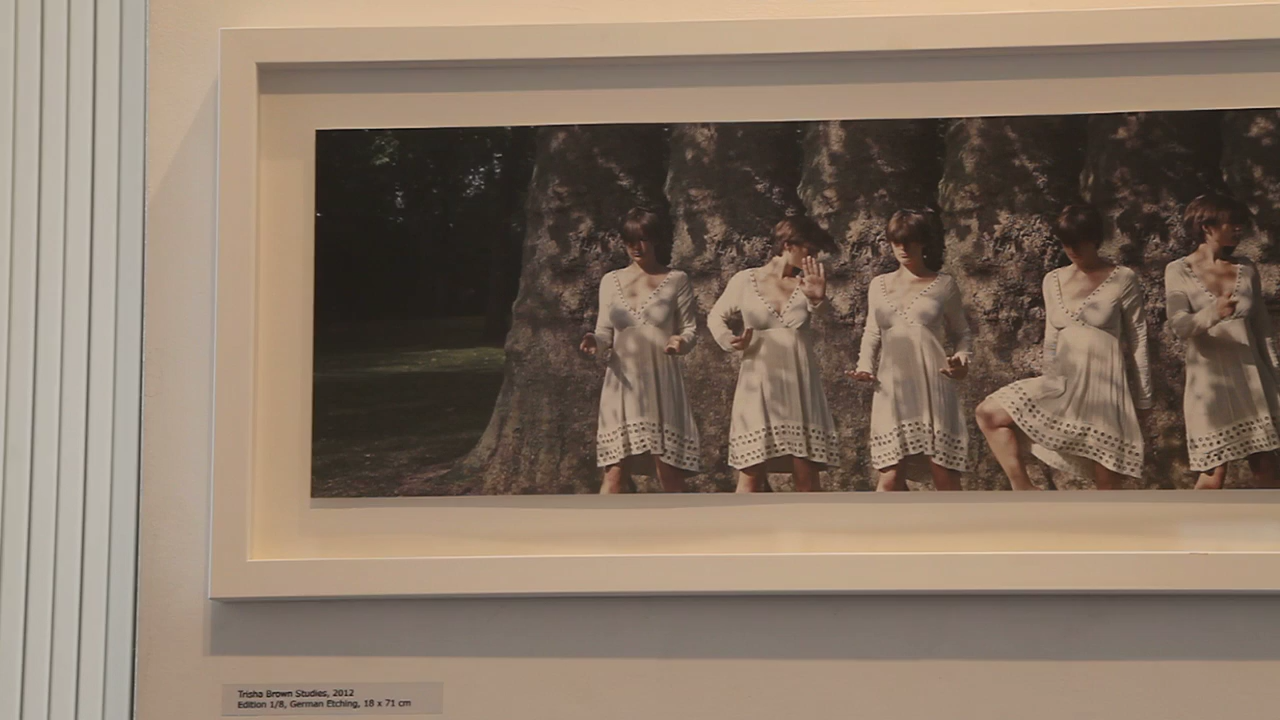 Trisha Brown Studies, 2012
Edition 1/8, German Etching, 18 x 71 cm